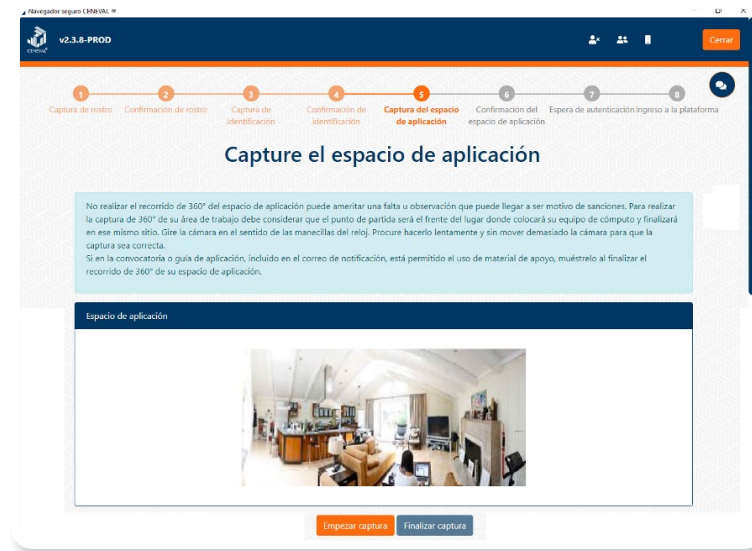 Navegador seguro CENEVAL
CENEVAL
v2.3.8-PROD
Cerrar
1
2
3
4
5
6
7
8
Captura de rostro
Confirmación de rostro
Captura de
identificación
Confirmación de
identificación
Captura del espacio
de aplicación
Confirmación del
espacio de aplicación
Espera de autenticación
Ingreso a la plataforma
Capture el espacio de aplicación
No realizar el recorrido de 360° del espacio de aplicación puede ameritar una falta u observación que puede llegar a ser motivo de sanciones. Para realizar
la captura de 360° de su área de trabajo debe considerar que el punto de partida será el frente del lugar donde colocará su equipo de cómputo y finalizará
en ese mismo sitio. Gire la cámara en el sentido de las manecillas del reloj. Procure hacerlo lentamente y sin mover demasiado la cámara para que la
captura sea correcta.
Si en la convocatoria o guía de aplicación, incluido en el correo de notificación, está permitido el uso de material de apoyo, muéstrelo al finalizar el
recorrido de 360° de su espacio de aplicación.
Espacio de aplicación
Empezar captura
Finalizar captura